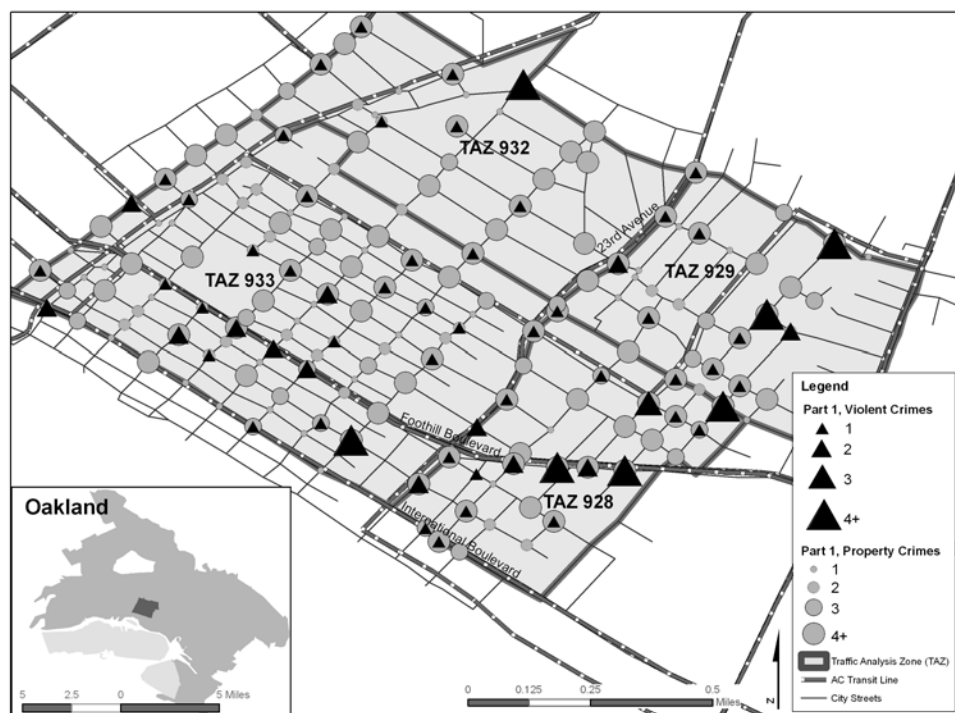 TAZ 932
23rd Avenue
TAZ 929
TAZ 933
Foothill Boulevard
TAZ 928
International Boulevard
Legend
Part 1, Violent Crimes
1
2
3
4+
Part 1, Property Crimes
1
2
3
4+
Traffic Analysis Zone (TAZ)
AC Transit Line
City Streets
Oakland
5 2.5 0 5 Miles
0 0.125 0.25 0.5
Miles
N